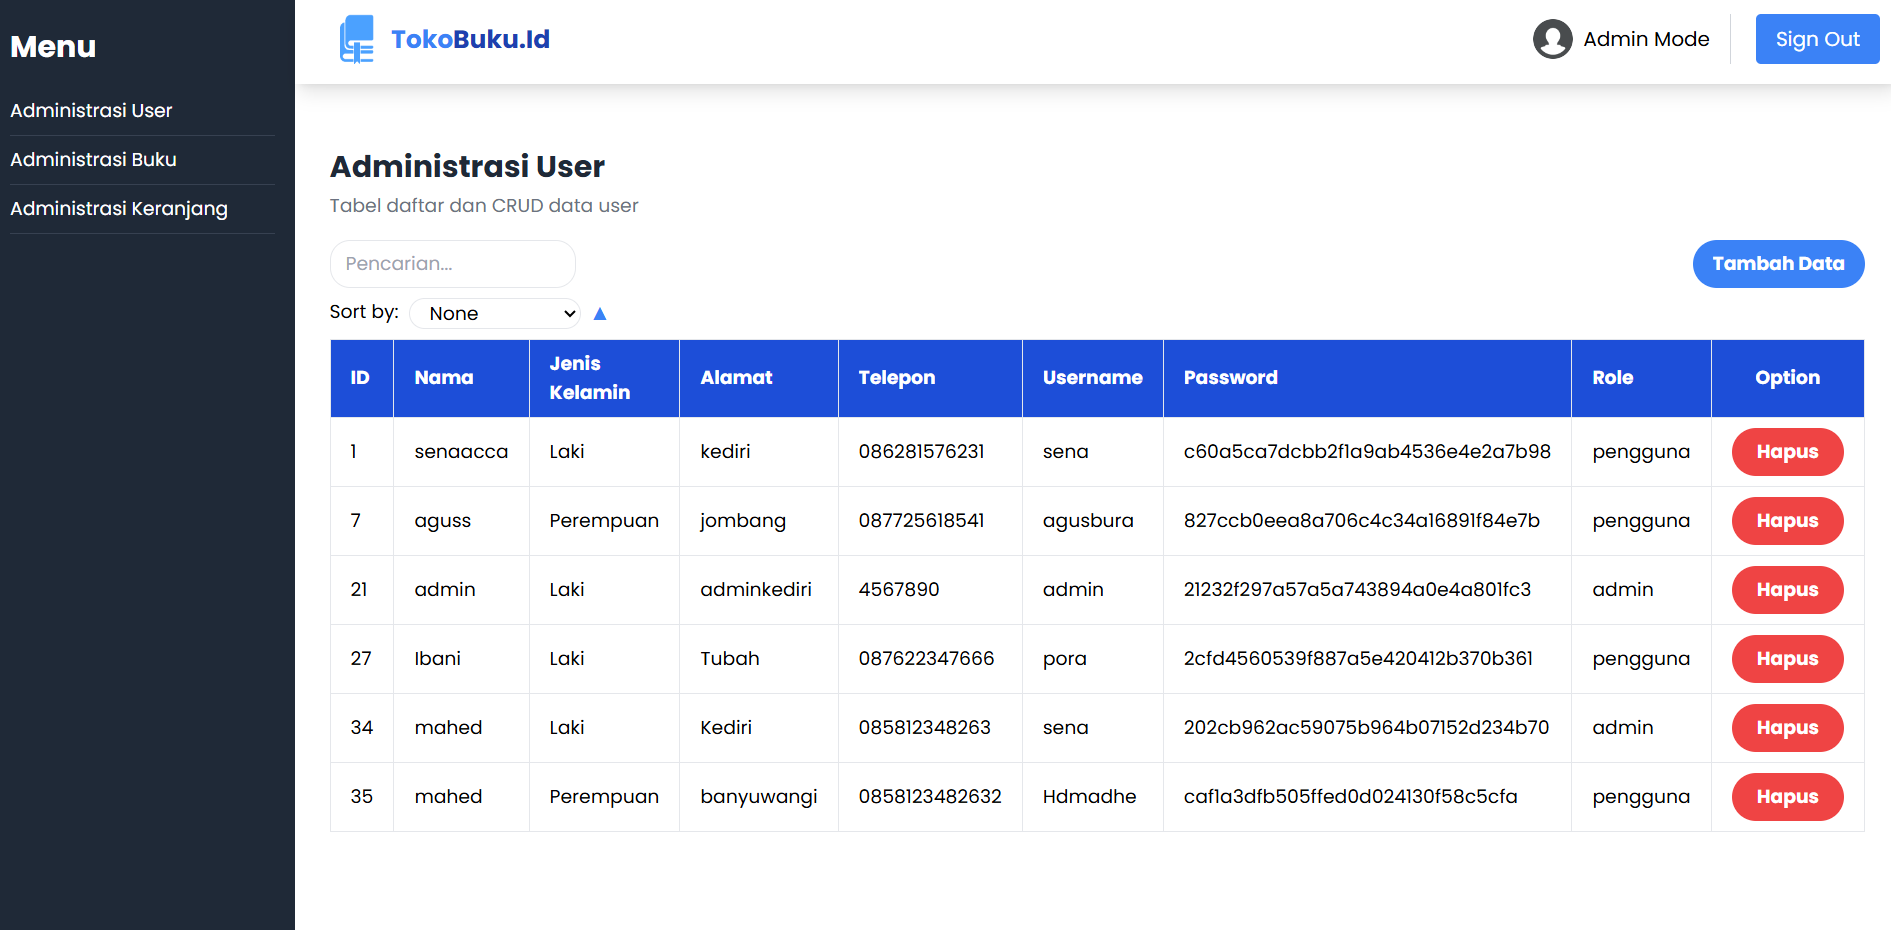 Menu
Administrasi User
Administrasi Buku
Administrasi Keranjang
TokoBuku.Id
Admin Mode
Sign Out
Administrasi User
Tabel daftar dan CRUD data user
Pencarian...
Tambah Data
Sort by: None ▲
ID Nama Jenis Kelamin Alamat Telepon Username Password Role Option
1 senaacca Laki kediri 086281576231 sena c60a5ca7dcbb2f1a9ab4536e4e2a7b98 pengguna Hapus
7 aguss Perempuan jombang 087725618541 agusbura 827ccb0eea8a706c4c34a16891f84e7b pengguna Hapus
21 admin Laki adminkediri 4567890 admin 21232f297a57a5a743894a0e4a801fc3 admin Hapus
27 Ibani Laki Tubah 087622347666 pora 2cfd4560539f887a5e420412b370b361 pengguna Hapus
34 mahed Laki Kediri 085812348263 sena 202cb962ac59075b964b07152d234b70 admin Hapus
35 mahed Perempuan banyuwangi 0858123482632 Hdmadhe caf1a3dfb505ffed0d024130f58c5cfa pengguna Hapus